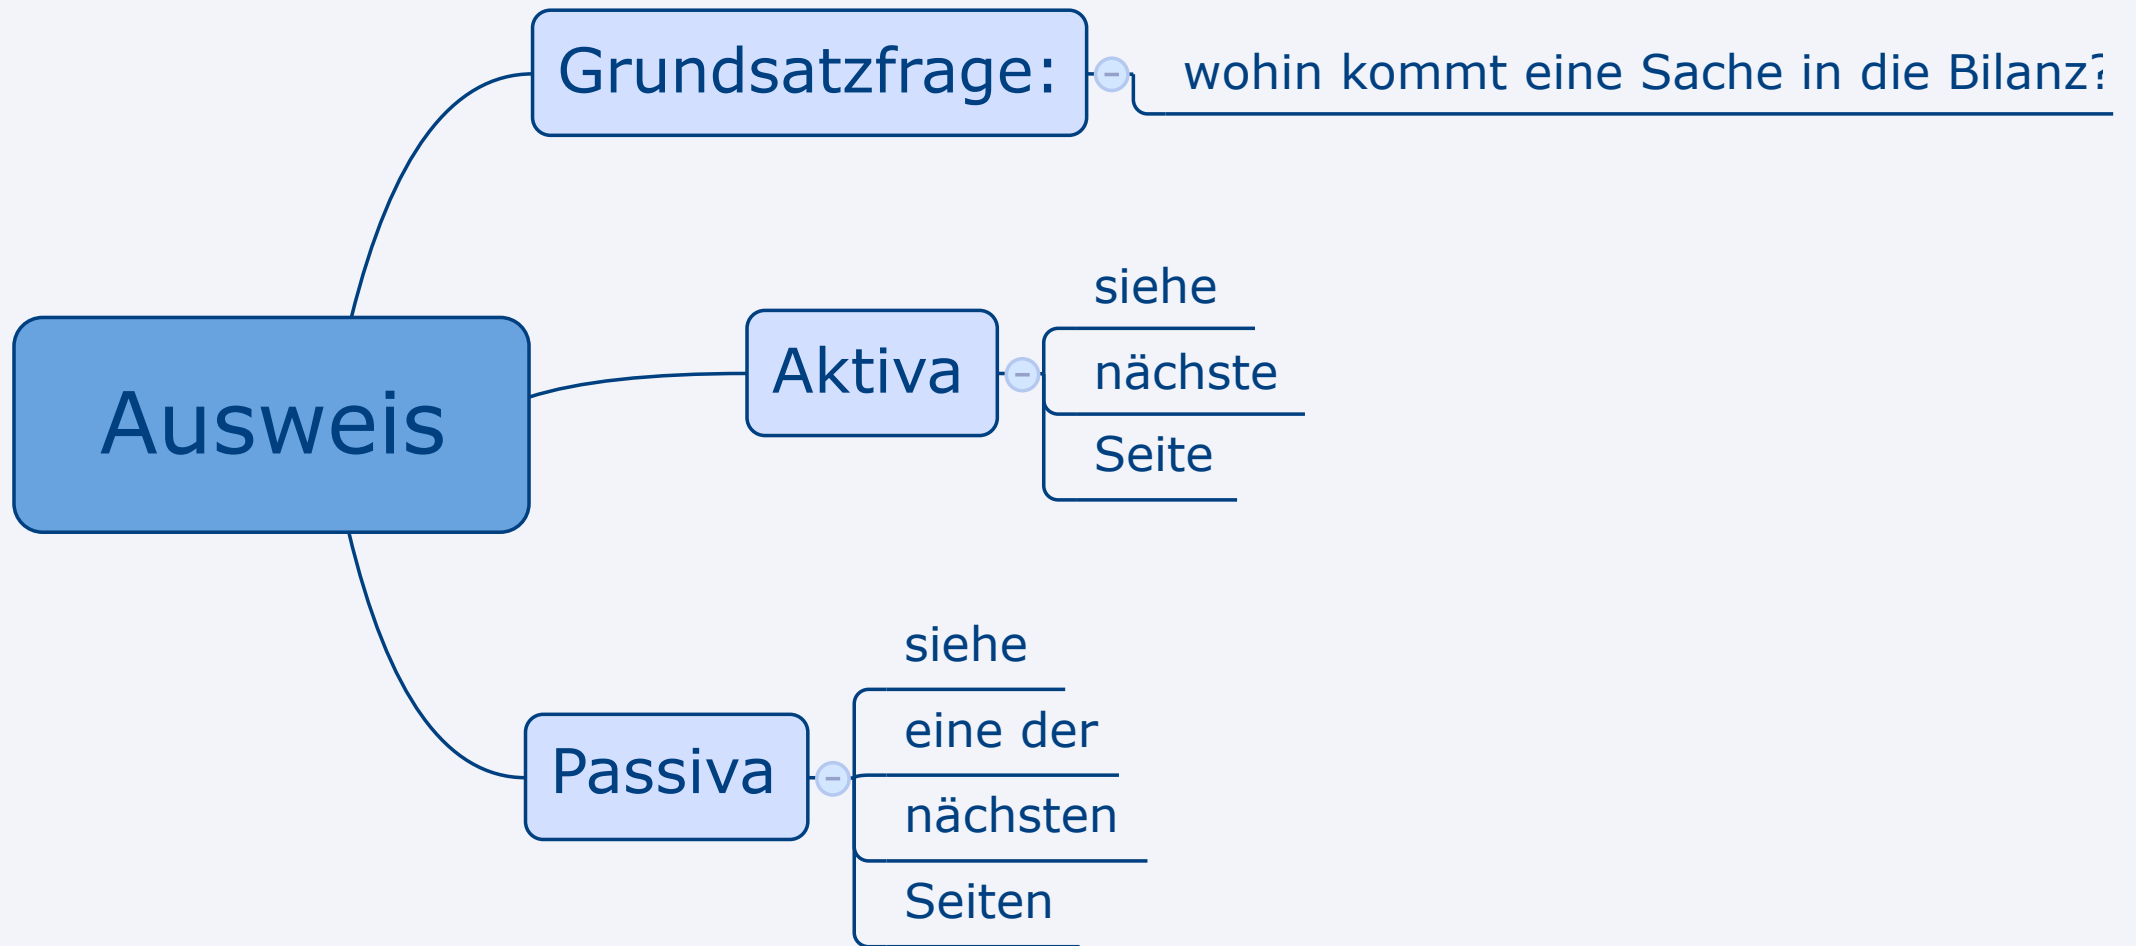 Grundsatzfrage:
wohin kommt eine Sache in die Bilanz?
Ausweis
Aktiva
siehe
nächste
Seite
Passiva
siehe
eine der
nächsten
Seiten